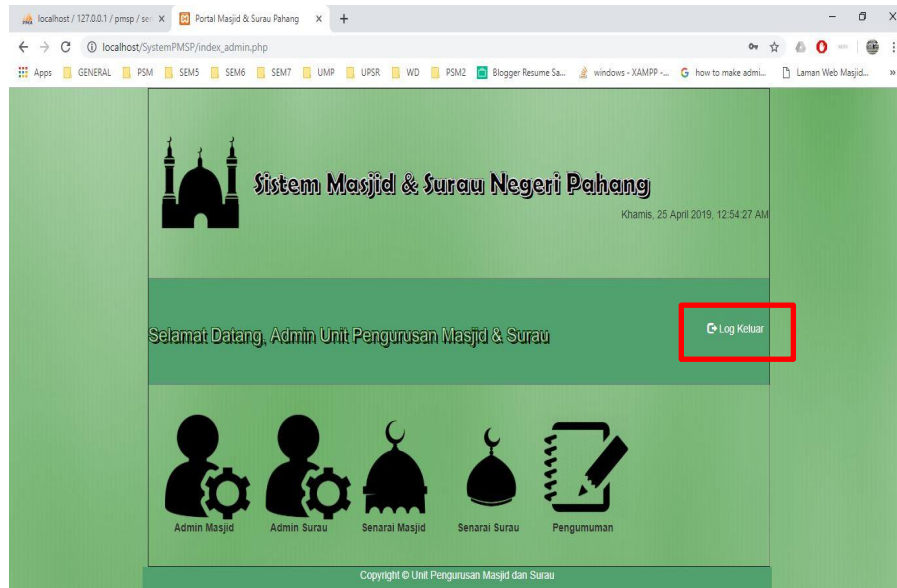 localhost / 127.0.0.1 / pmsp / ser
Portal Masjid & Surau Pahang
localhost/SystemPMSP/index_admin.php
Apps GENERAL PSM SEM5 SEM6 SEM7 UMP UPSR WD PSM2 Blogger Resume Sa... windows - XAMPP -... how to make admi... Laman Web Masjid... »
Sistem Masjid & Surau Negeri Pahang
Khamis, 25 April 2019, 12:54:27 AM
Selamat Datang, Admin Unit Pengurusan Masjid & Surau
Log Keluar
Admin Masjid Admin Surau Senarai Masjid Senarai Surau Pengumuman
Copyright © Unit Pengurusan Masjid dan Surau